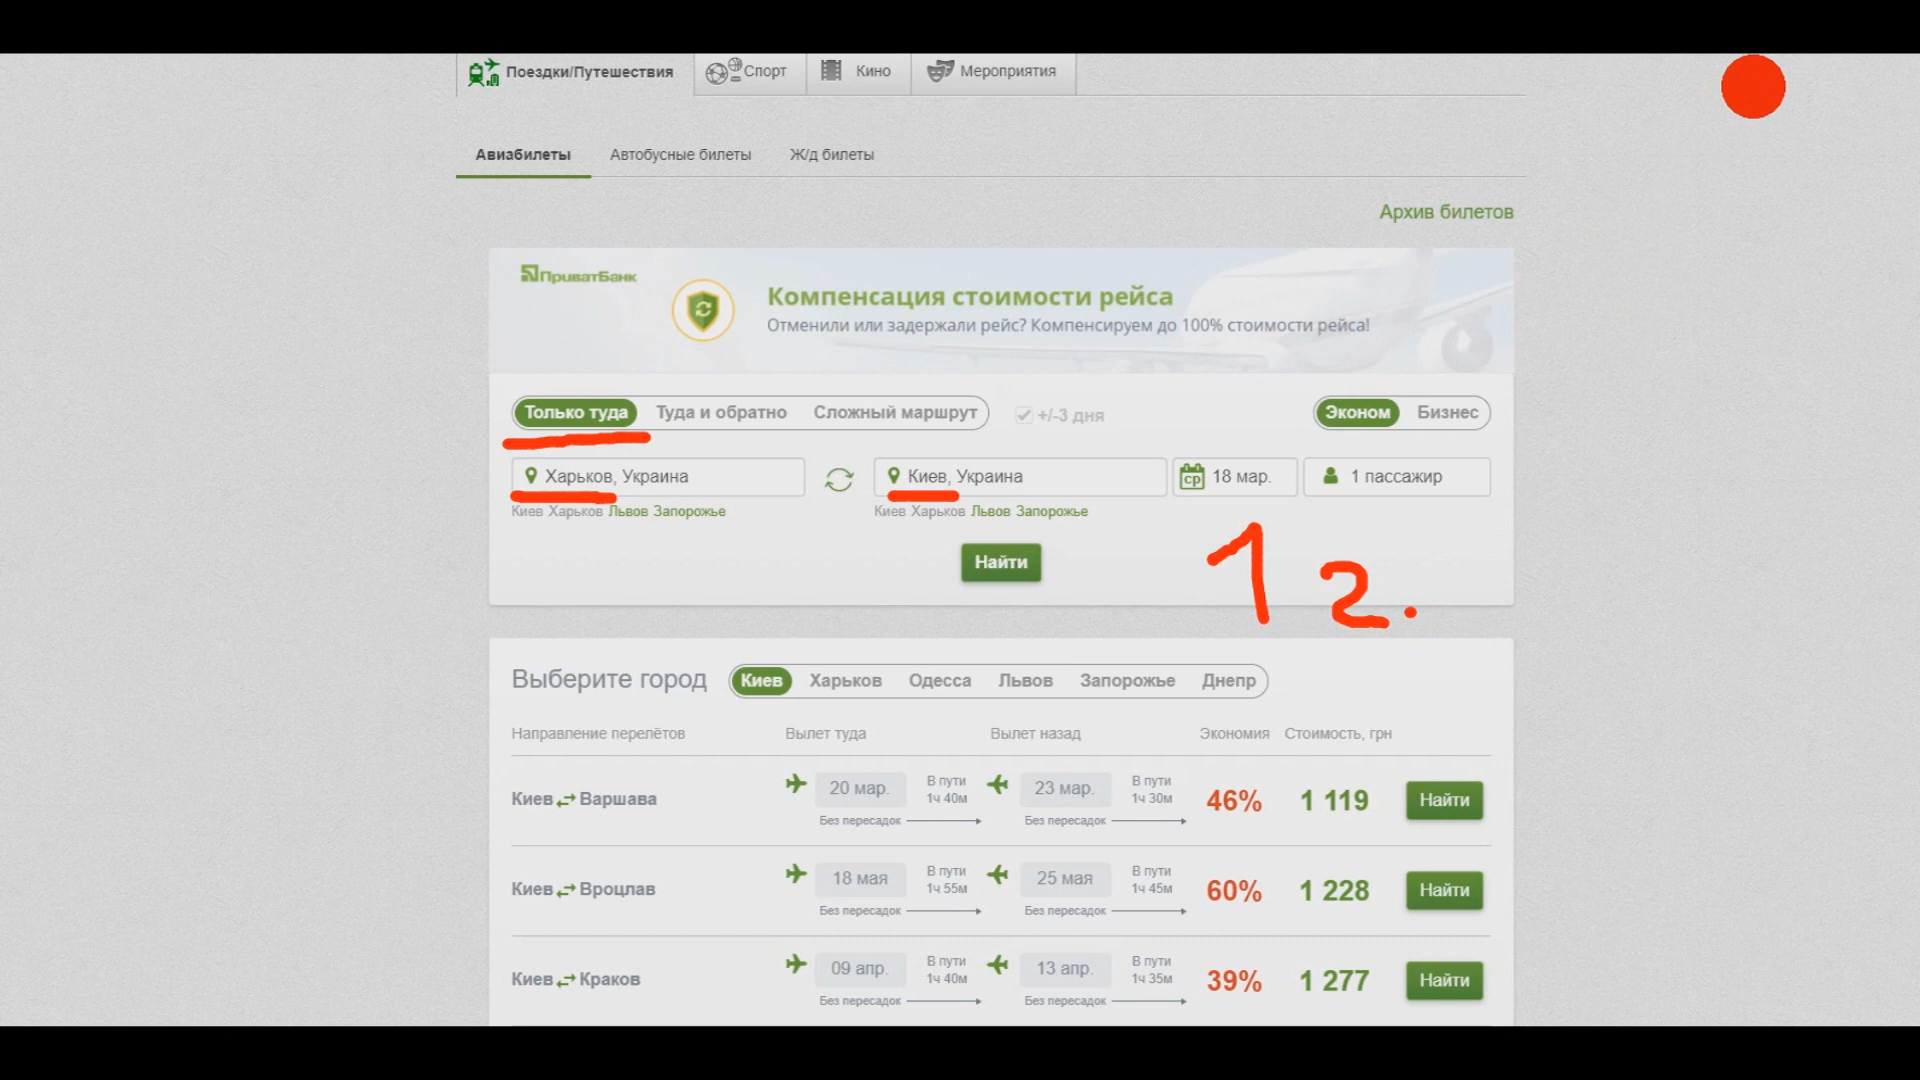 Поездки/Путешествия Спорт Кино Мероприятия
Авиабилеты Автобусные билеты Ж/д билеты
Архив билетов
ПриватБанк
Компенсация стоимости рейса
Отменили или задержали рейс? Компенсируем до 100% стоимости рейса!
Только туда Туда и обратно Сложный маршрут +/-3 дня Эконом Бизнес
Харьков, Украина Киев, Украина ср 18 мар. 1 пассажир
Киев Харьков Львов Запорожье Киев Харьков Львов Запорожье
Найти
1 г.
Выберите город Киев Харьков Одесса Львов Запорожье Днепр
Направление перелётов Вылет туда Вылет назад Экономия Стоимость, грн
Киев Варшава 20 мар. В пути 1ч 40м Без пересадок 23 мар. В пути 1ч 30м Без пересадок 46% 1 119 Найти
Киев Вроцлав 18 мая В пути 1ч 55м Без пересадок 25 мая В пути 1ч 45м Без пересадок 60% 1 228 Найти
Киев Краков 09 апр. В пути 1ч 40м Без пересадок 13 апр. В пути 1ч 35м Без пересадок 39% 1 277 Найти